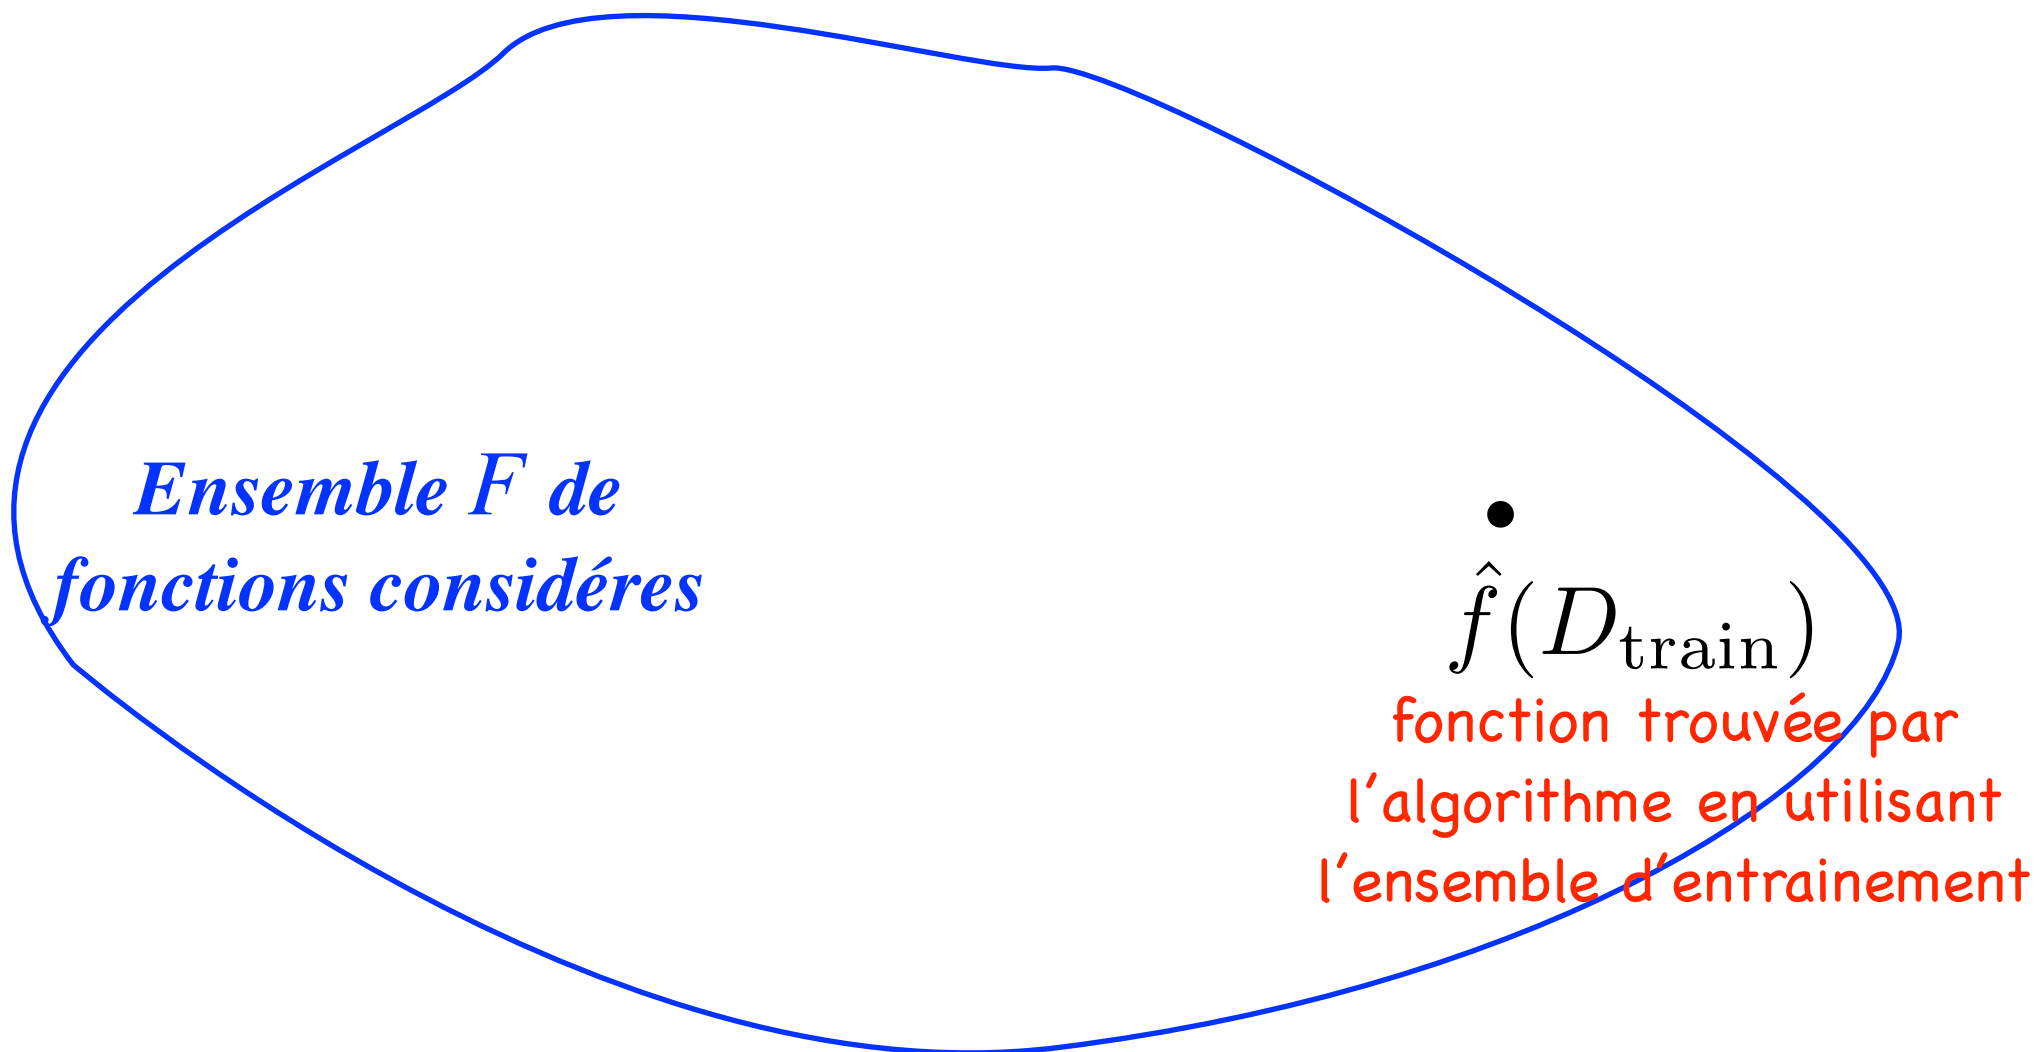 Ensemble F de
fonctions considéres
f̂(D_train)
fonction trouvée par
l'algorithme en utilisant
l'ensemble d'entrainement